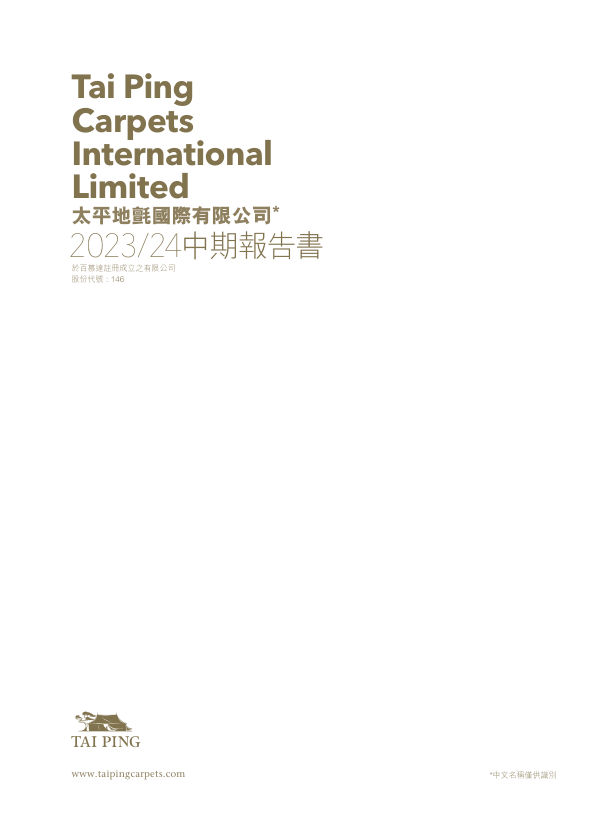 Tai Ping
Carpets
International
Limited
太平地氈國際有限公司*
2023/24中期報告書
於百慕達註冊成立之有限公司
股份代號：146
TAI PING
www.taipingcarpets.com
*中文名稱僅供識別